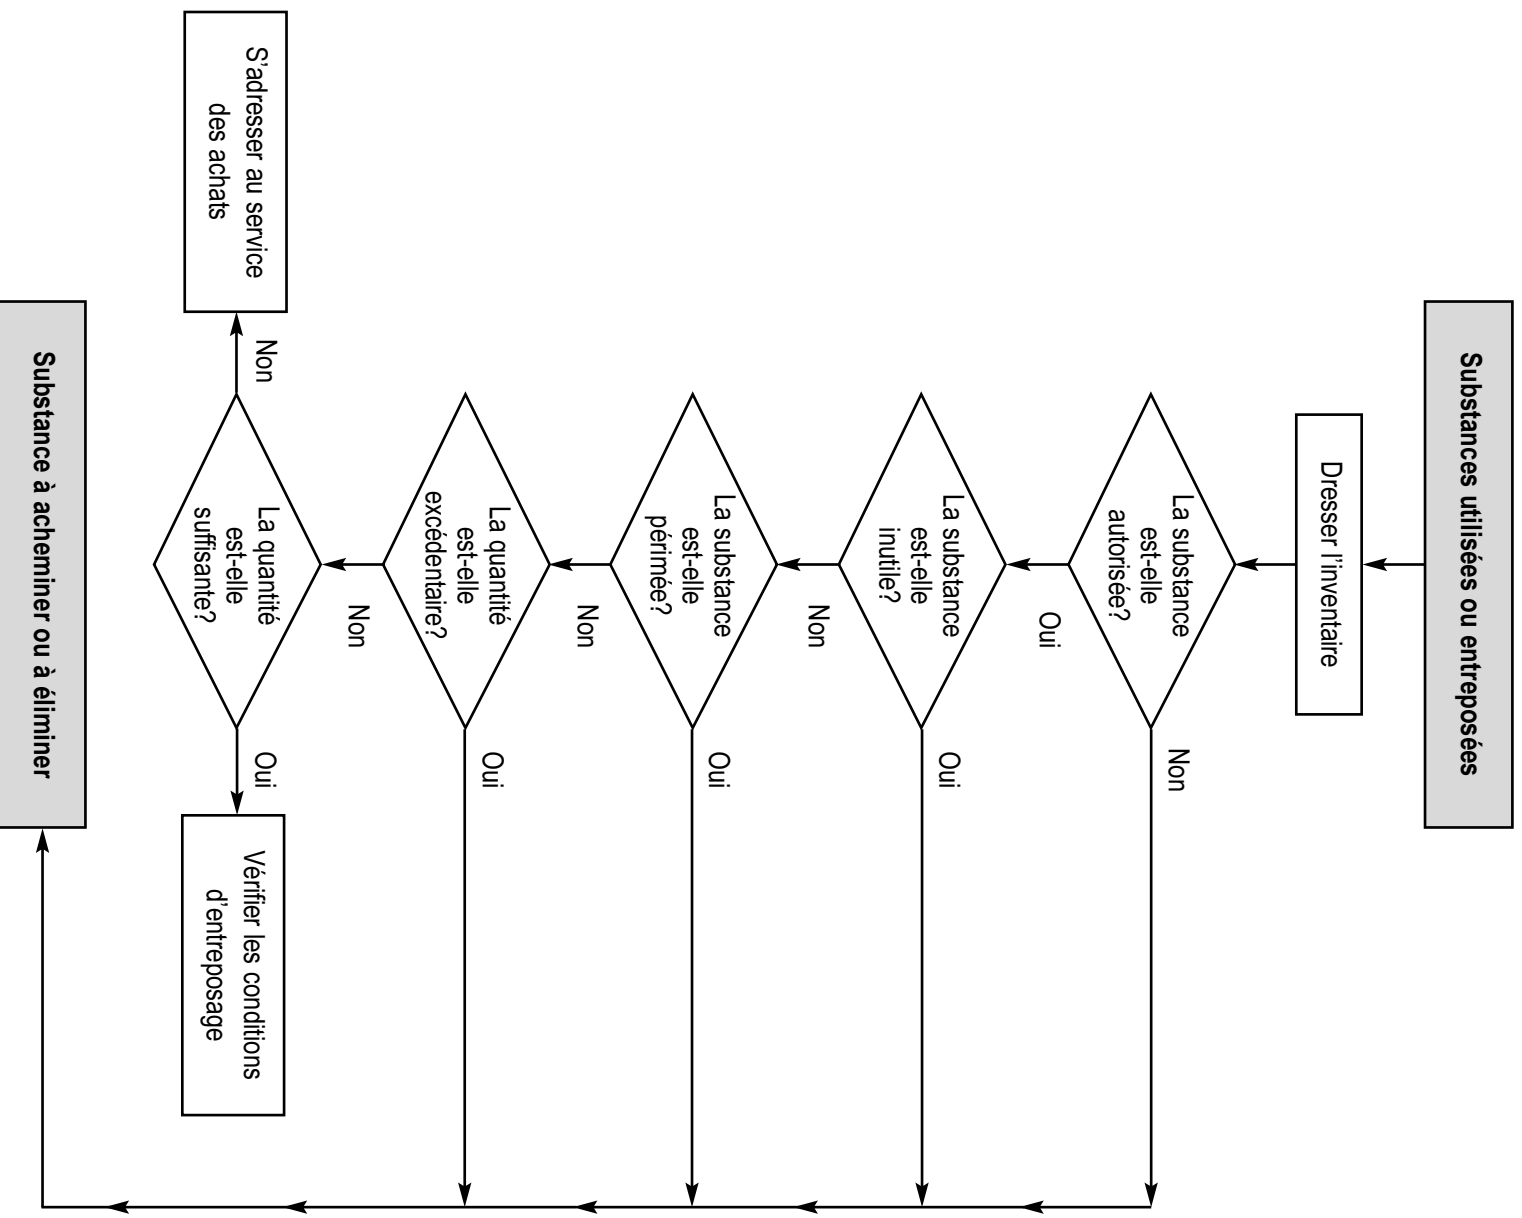 Substances utilisées ou entreposées
Dresser l'inventaire
La substance
est-elle
autorisée?
Non
Oui
La substance
est-elle
inutile?
Oui
Non
La substance
est-elle
périmée?
Oui
Non
La quantité
est-elle
excédentaire?
Oui
Non
La quantité
est-elle
suffisante?
Non
Oui
S'adresser au service
des achats
Vérifier les conditions
d'entreposage
Substance à acheminer ou à éliminer